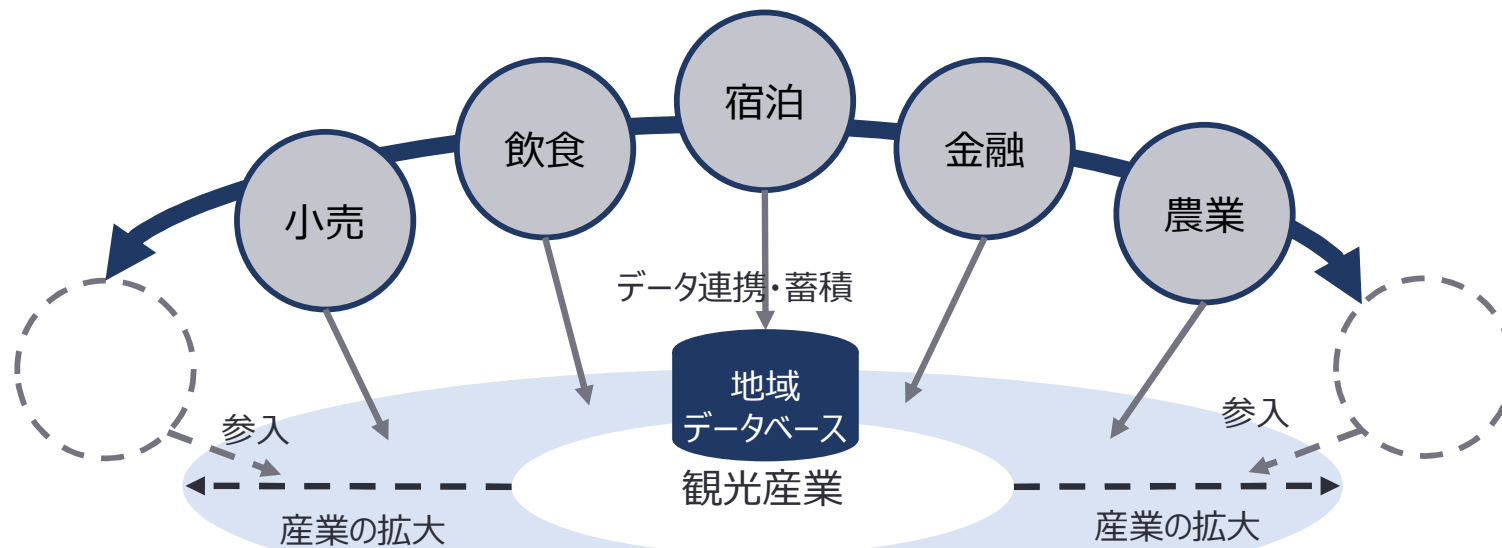 宿泊
飲食
金融
小売
農業
データ連携・蓄積
地域
データベース
参入
参入
観光産業
産業の拡大
産業の拡大